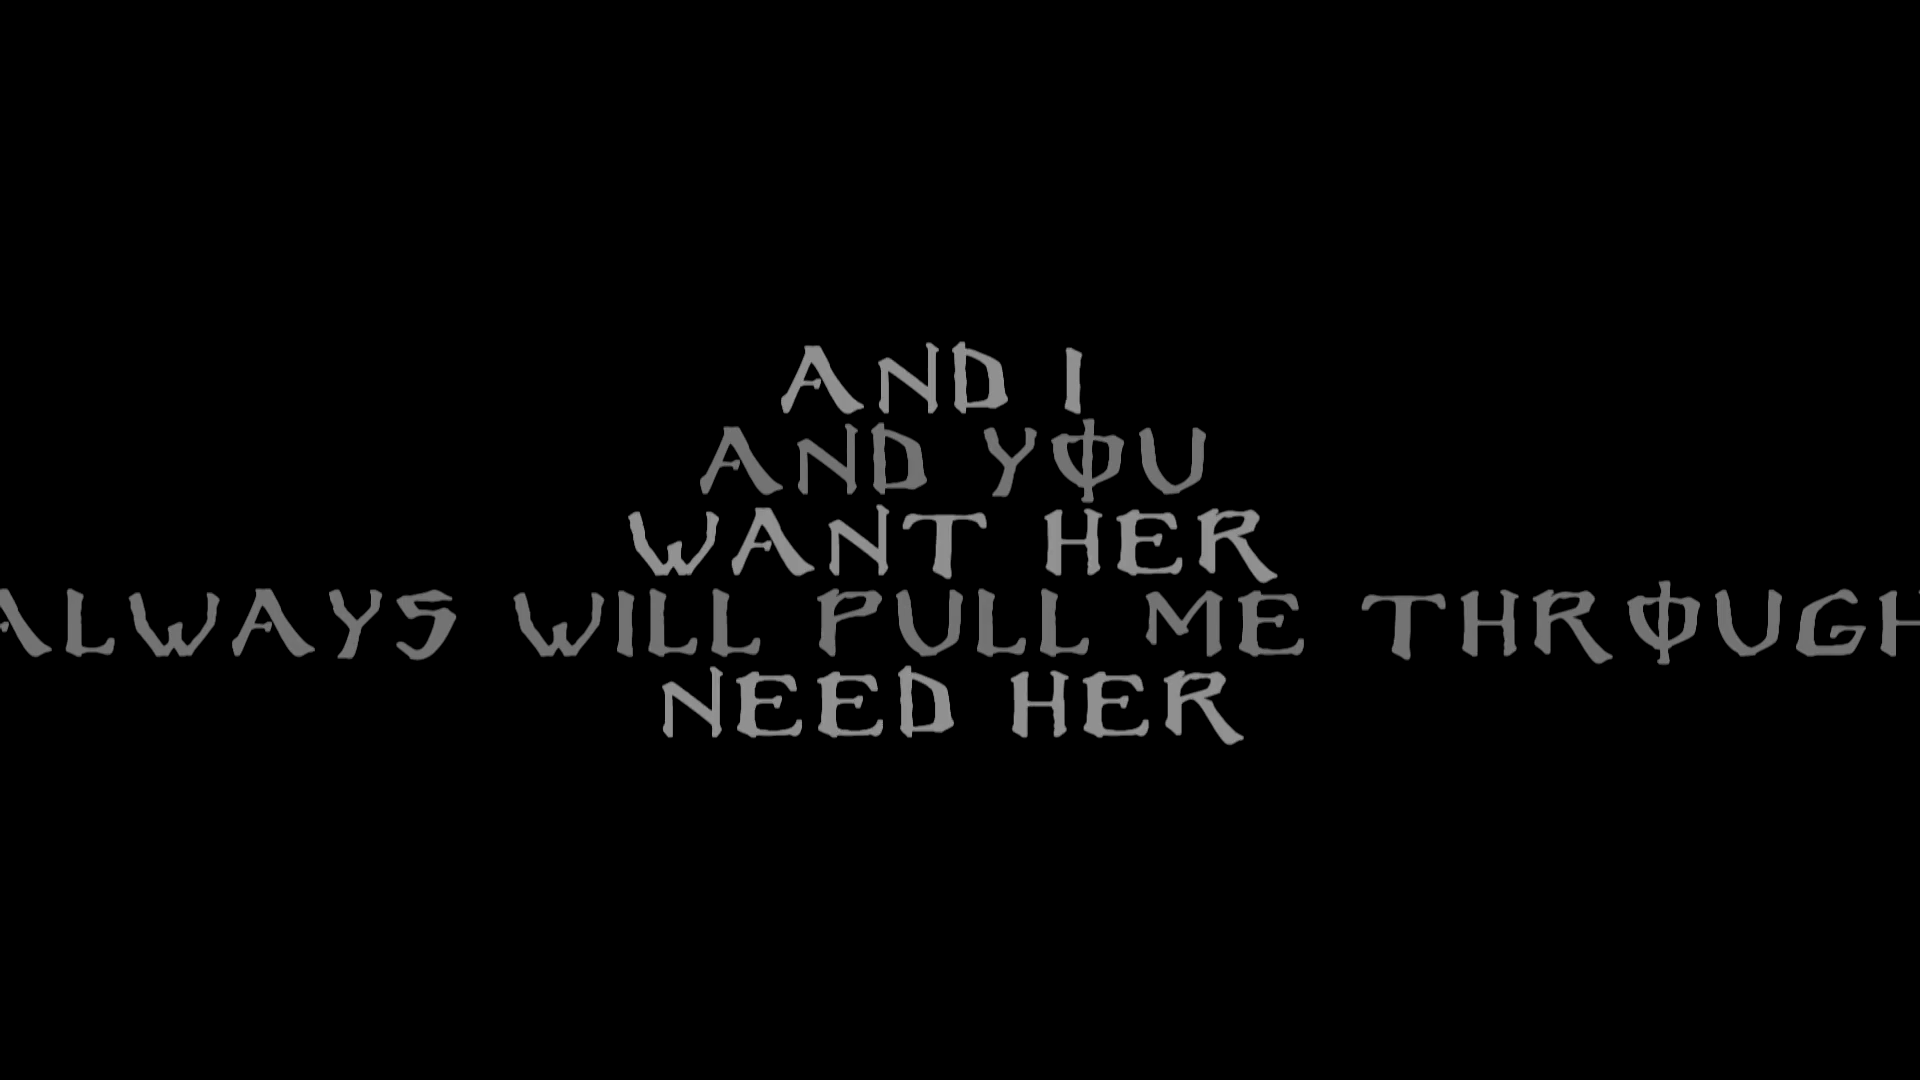 AND I
AND YOU
WANT HER
ALWAYS WILL PULL ME THROUGH
NEED HER